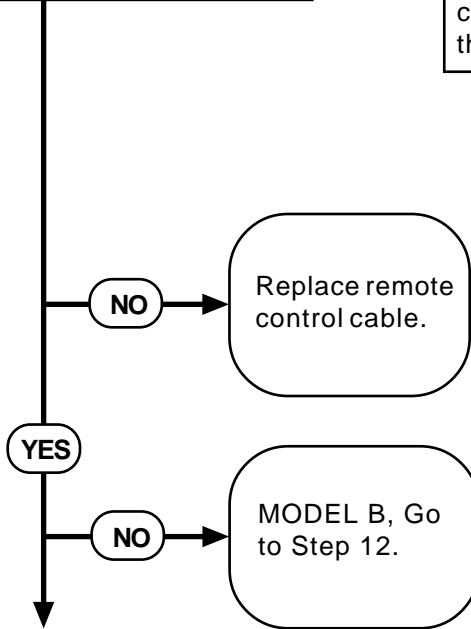 NO
Replace remote
control cable.
YES
NO
MODEL B, Go
to Step 12.